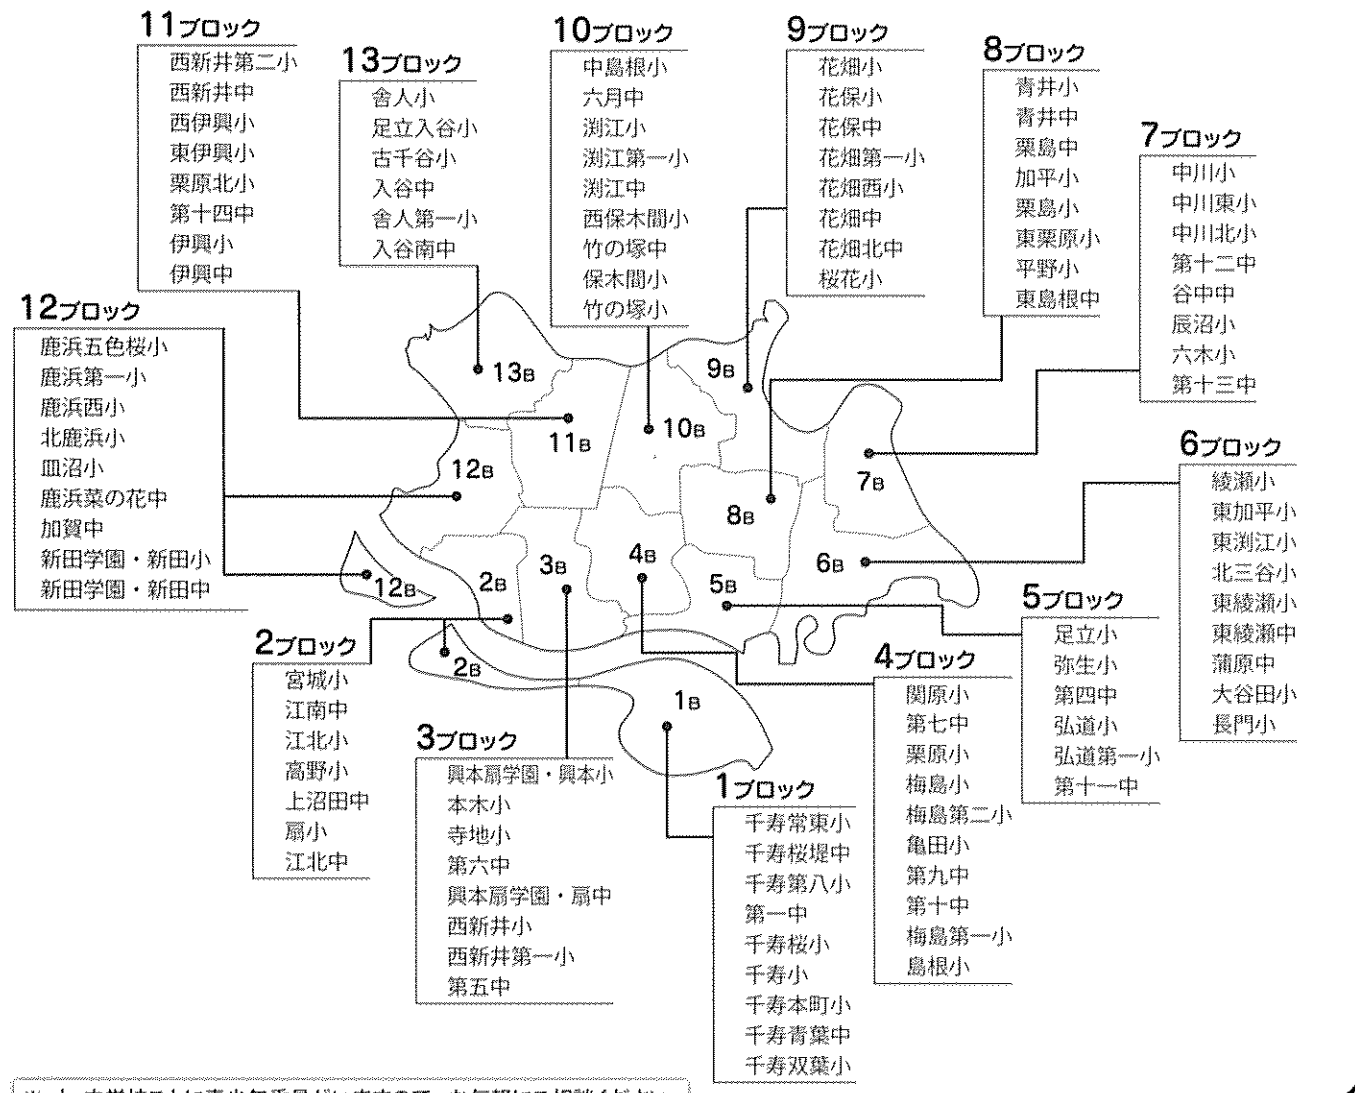 11ブロック
西新井第二小
西新井中
西伊興小
東伊興小
栗原北小
第十四中
伊興小
伊興中
13ブロック
舎人小
足立入谷小
古千谷小
入谷中
舎人第一小
入谷南中
10ブロック
中島根小
六月中
渕江小
渕江第一小
渕江中
西保木間小
竹の塚中
保木間小
竹の塚小
9ブロック
花畑小
花保小
花保中
花畑第一小
花畑西小
花畑中
花畑北中
桜花小
8ブロック
青井小
青井中
栗島中
加平小
栗島小
東栗原小
平野小
東島根中
7ブロック
中川小
中川東小
中川北小
第十二中
谷中中
辰沼小
六木小
第十三中
12ブロック
鹿浜五色桜小
鹿浜第一小
鹿浜西小
北鹿浜小
皿沼小
鹿浜菜の花中
加賀中
新田学園・新田小
新田学園・新田中
6ブロック
綾瀬小
東加平小
東渕江小
北三谷小
東綾瀬小
東綾瀬中
蒲原中
大谷田小
長門小
13B
11B
10B
9B
12B
8B
7B
12B
2B
3B
4B
5B
6B
2B
1B
5ブロック
足立小
弥生小
第四中
弘道小
弘道第一小
第十一中
2ブロック
宮城小
江南中
江北小
高野小
上沼田中
扇小
江北中
4ブロック
関原小
第七中
栗原小
梅島小
梅島第二小
亀田小
第九中
第十中
梅島第一小
島根小
3ブロック
興本扇学園・興本小
本木小
寺地小
第六中
興本扇学園・扇中
西新井小
西新井第一小
第五中
1ブロック
千寿常東小
千寿桜堤中
千寿第八小
第一中
千寿桜小
千寿小
千寿本町小
千寿青葉中
千寿双葉小